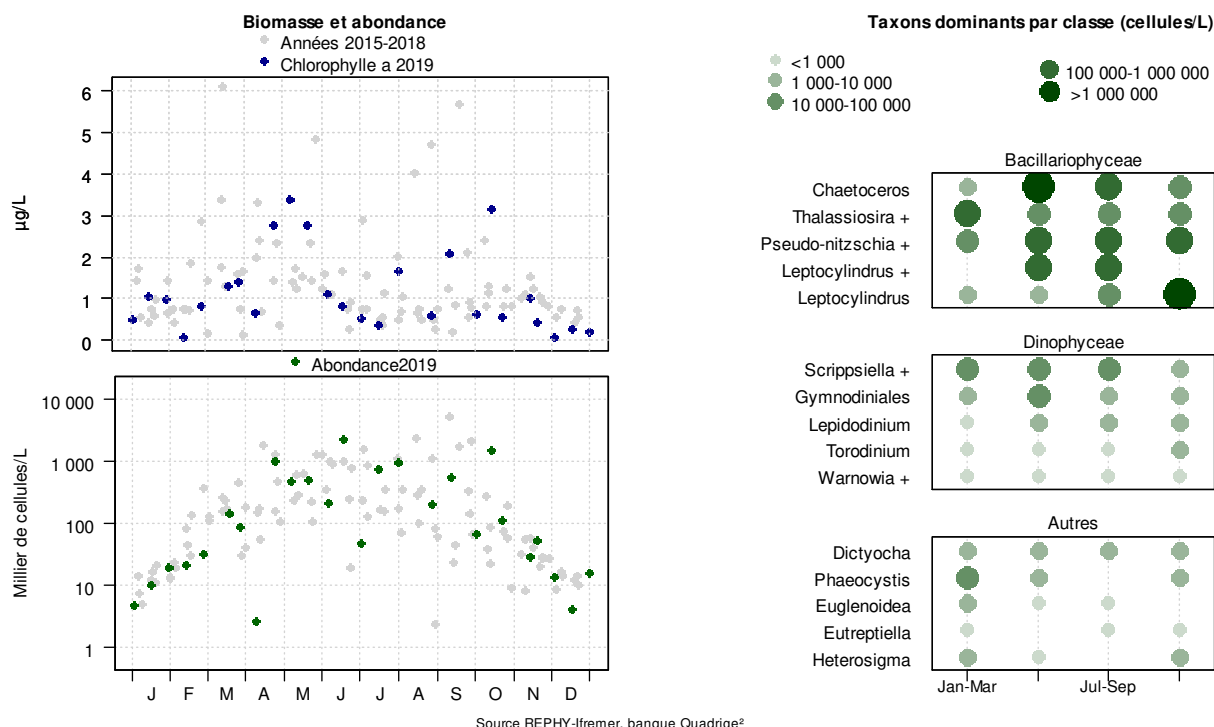 Biomasse et abondance
Années 2015-2018
Chlorophylle a 2019
µg/L
6
5
4
3
2
1
0
Abondance2019
Millier de cellules/L
10 000
1 000
100
10
1
J F M A M J J A S O N D
Taxons dominants par classe (cellules/L)
<1 000
1 000-10 000
10 000-100 000
100 000-1 000 000
>1 000 000
Bacillariophyceae
Chaetoceros
Thalassiosira +
Pseudo-nitzschia +
Leptocylindrus +
Leptocylindrus
Dinophyceae
Scrippsiella +
Gymnodiniales
Lepidodinium
Torodinium
Warnowia +
Autres
Dictyocha
Phaeocystis
Euglenoidea
Eutreptiella
Heterosigma
Jan-Mar Jul-Sep
Source REPHY-Ifremer, banque Quadrige²